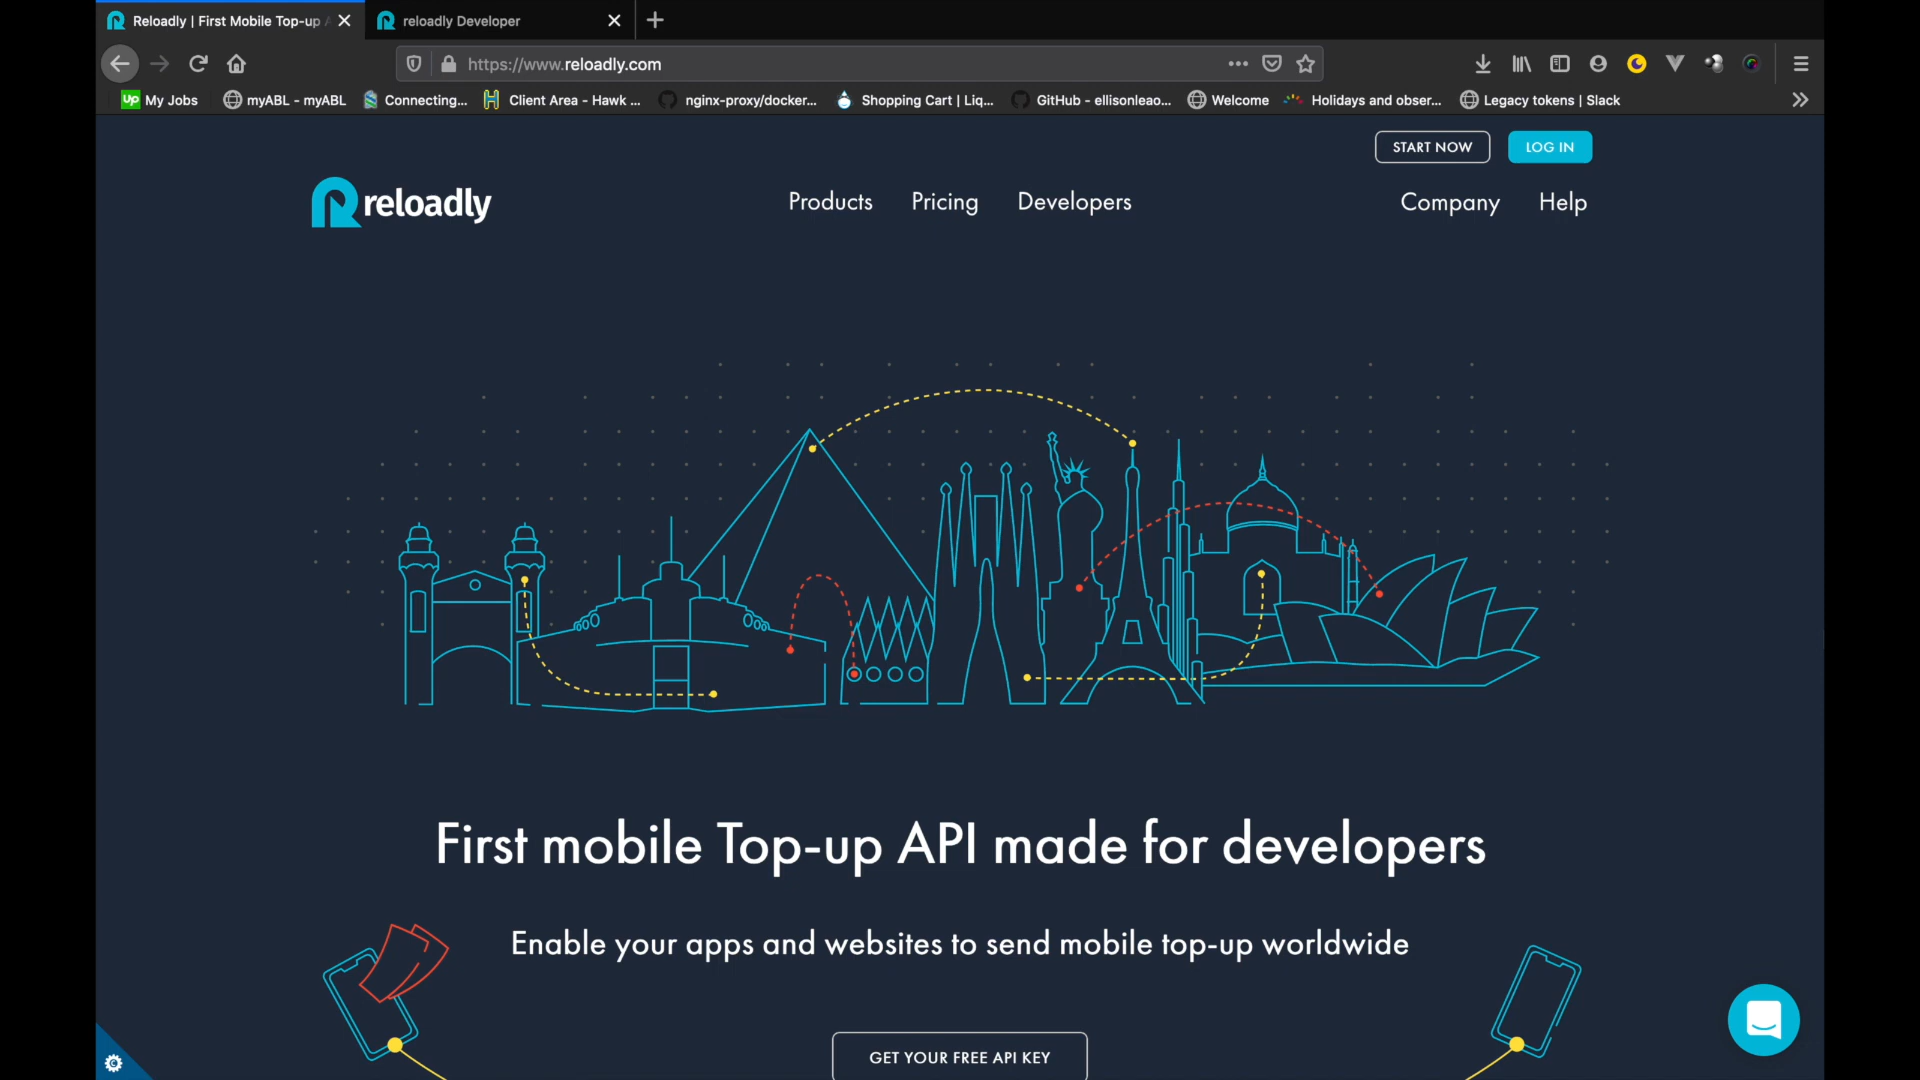 Reloadly | First Mobile Top-up A
reloadly Developer
https://www.reloadly.com
up My Jobs
myABL - myABL
Connecting...
Client Area - Hawk ...
nginx-proxy/docker...
Shopping Cart | Liq...
GitHub - ellisonleao...
Welcome
Holidays and obser...
Legacy tokens | Slack
START NOW
LOG IN
reloadly
Products
Pricing
Developers
Company
Help
First mobile Top-up API made for developers
Enable your apps and websites to send mobile top-up worldwide
GET YOUR FREE API KEY